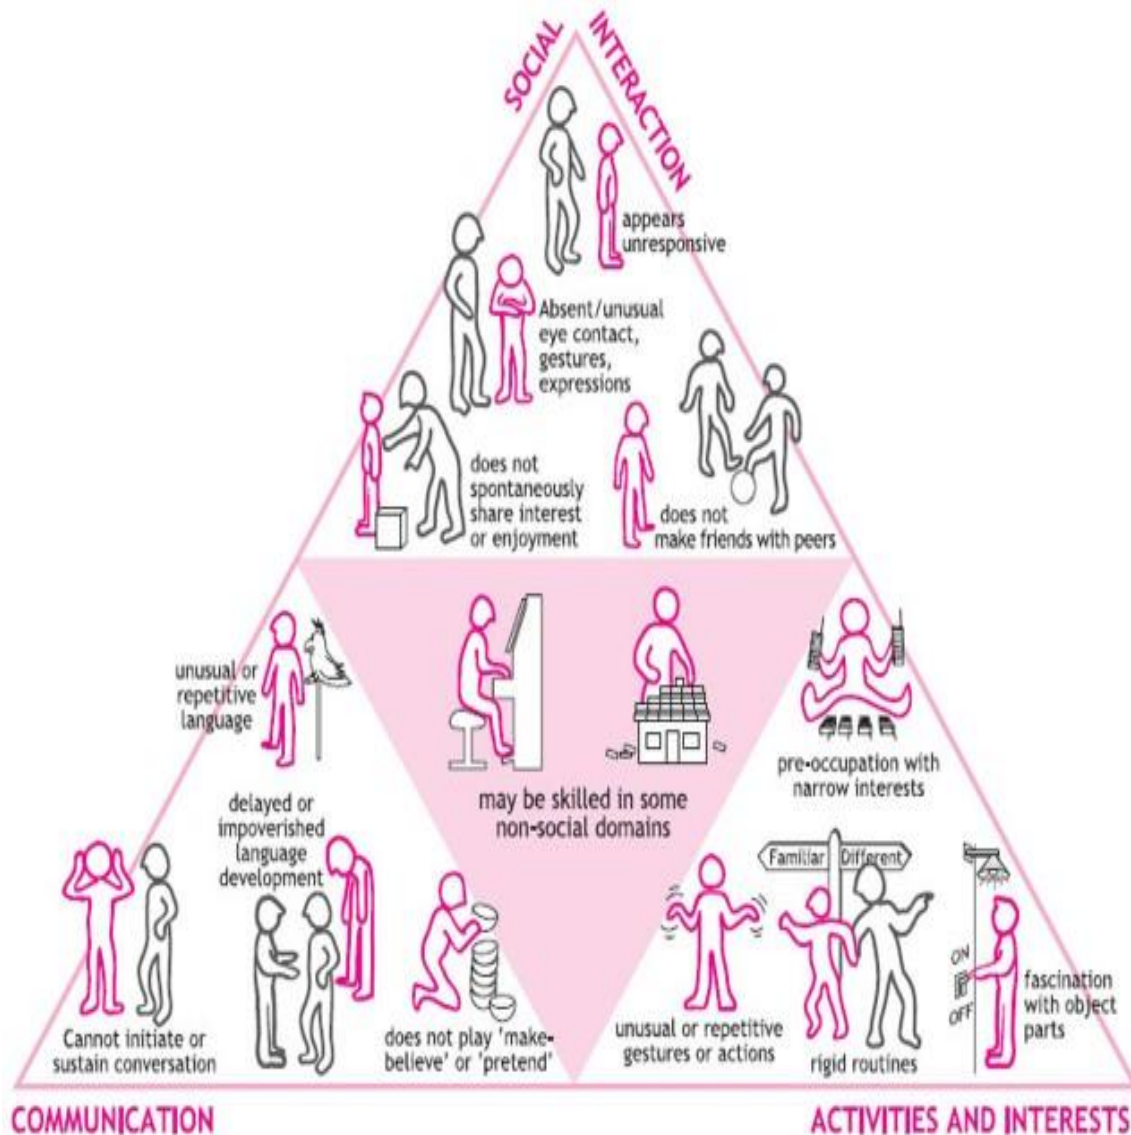 SOCIAL
INTERACTION
appears
unresponsive
Absent/unusual
eye contact,
gestures,
expressions
does not
spontaneously
share interest
or enjoyment
does not
make friends with peers
unusual or
repetitive
language
may be skilled in some
non-social domains
pre-occupation with
narrow interests
delayed or
impoverished
language
development
Familiar
Different
Cannot initiate or
sustain conversation
does not play 'make-
believe' or 'pretend'
unusual or repetitive
gestures or actions
rigid routines
ON
OFF
fascination
with object
parts
COMMUNICATION
ACTIVITIES AND INTERESTS